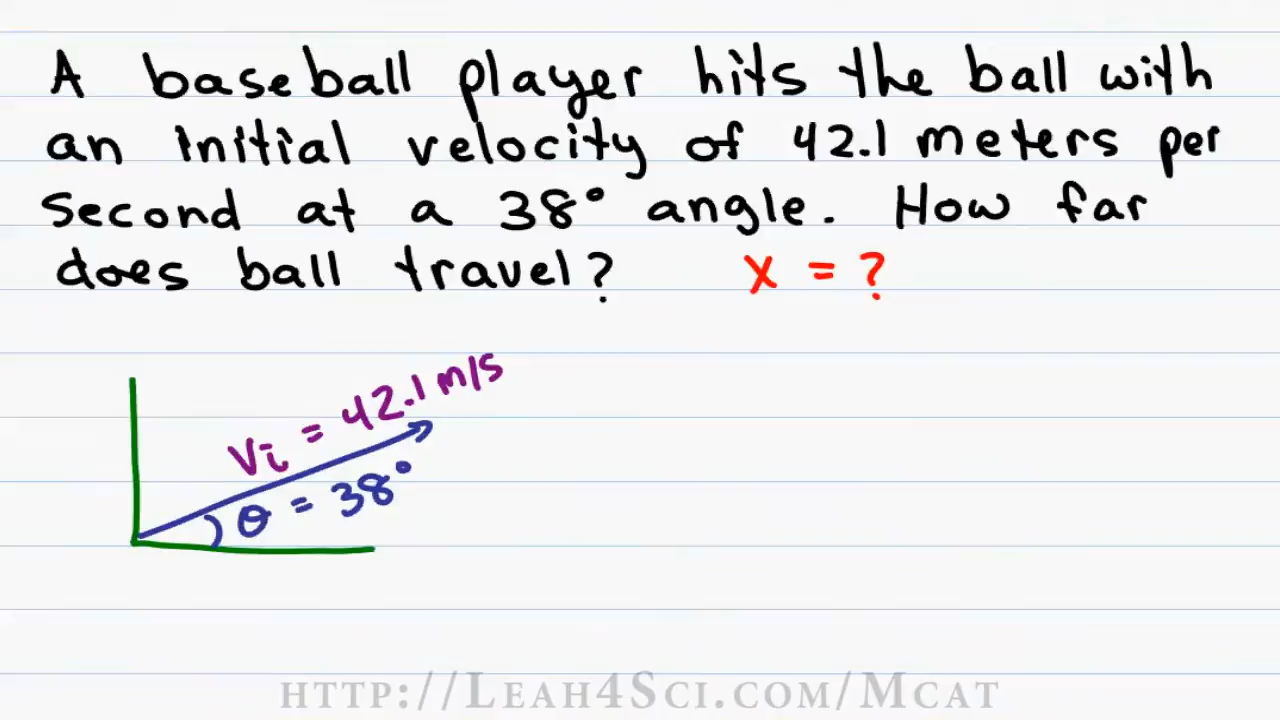 A baseball player hits the ball with
an initial velocity of 42.1 meters per
second at a 38° angle. How far
does ball travel? x = ?
Vi = 42.1 m/s
θ = 38°
HTTP://LEAH4SCI.COM/MCAT